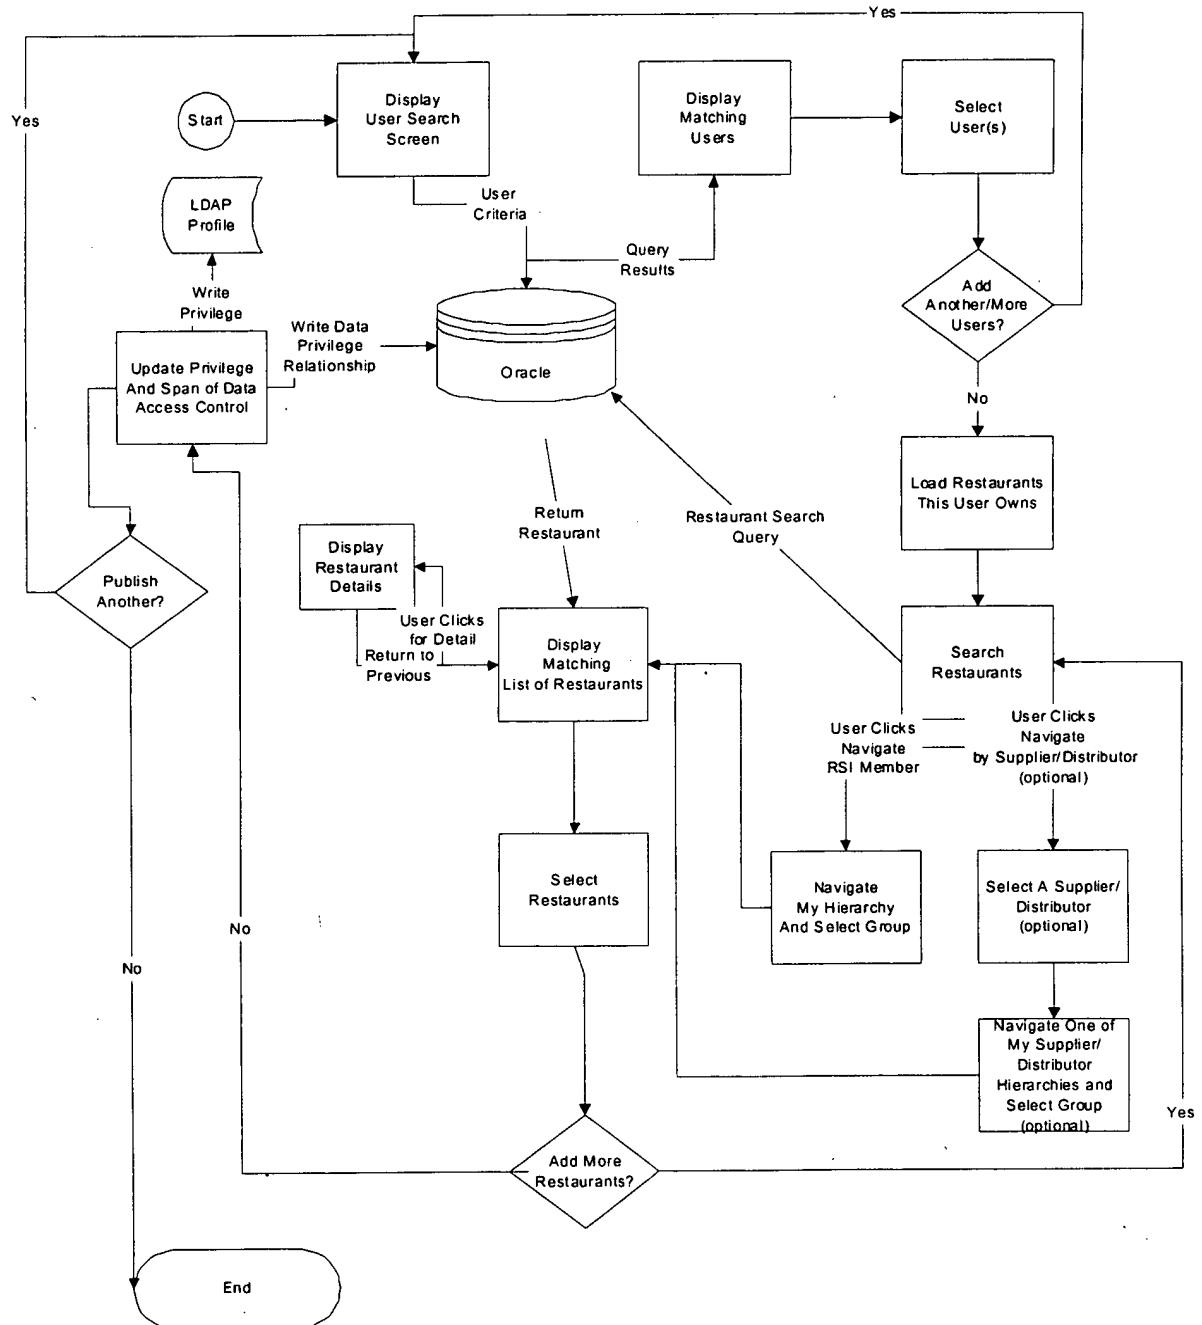 Yes
Yes
Start
Display
User Search
Screen
Display
Matching
Users
Select
User(s)
LDAP
Profile
User
Criteria
Query
Results
Add
Another/More
Users?
Write
Privilege
Write Data
Privilege
Relationship
Oracle
Update Privilege
And Span of Data
Access Control
No
Load Restaurants
This User Owns
Return
Restaurant
Restaurant Search
Query
Display
Restaurant
Details
Publish
Another?
User Clicks
for Detail
Return to
Previous
Display
Matching
List of Restaurants
Search
Restaurants
User Clicks
Navigate
RSI Member
User Clicks
Navigate
by Supplier/Distributor
(optional)
Select
Restaurants
Navigate
My Hierarchy
And Select Group
Select A Supplier/
Distributor
(optional)
No
No
Navigate One of
My Supplier/
Distributor
Hierarchies and
Select Group
(optional)
Yes
Add More
Restaurants?
End